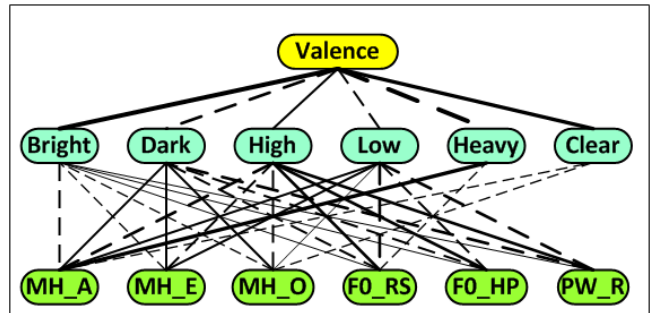 Valence
Bright Dark High Low Heavy Clear
MH_A MH_E MH_O F0_RS F0_HP PW_R